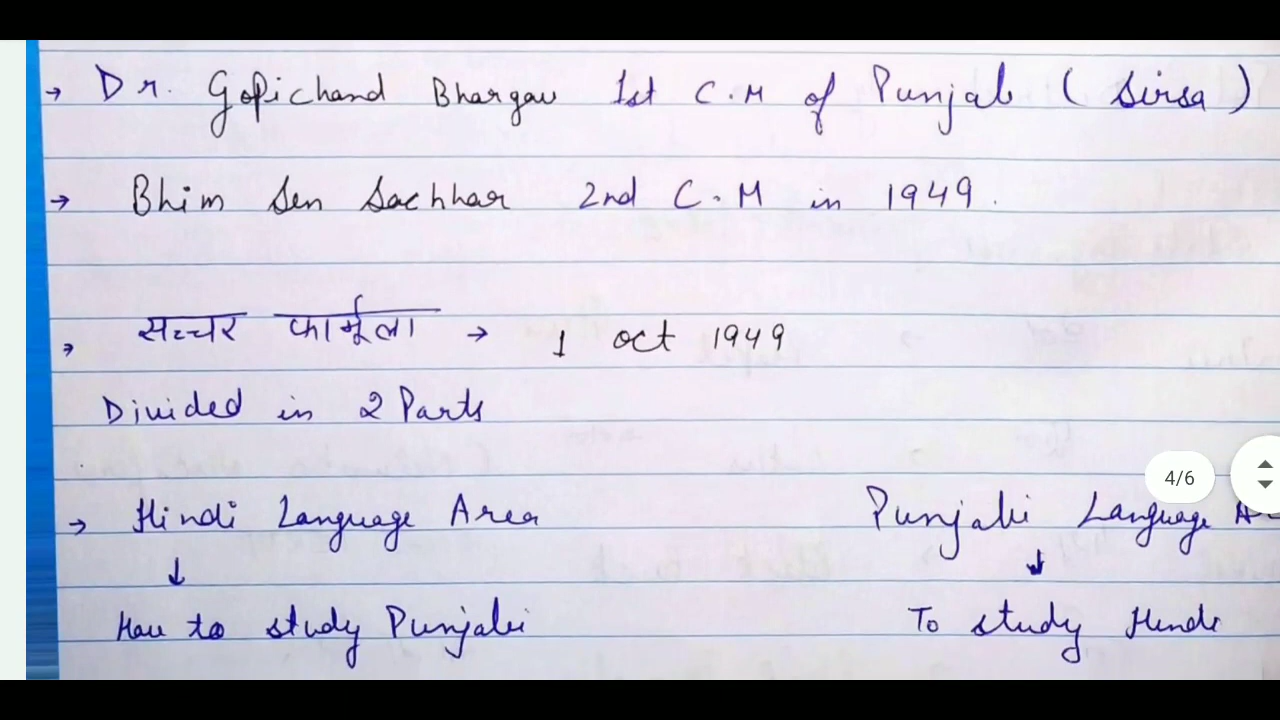 → Dr. Gopichand Bhargav 1st C.M of Punjab (Sirsa)
→ Bhim Sen Sachhar 2nd C.M in 1949.
→ सच्चर फार्मूला → 1 oct 1949
Divided in 2 Parts
4/6
→ Hindi Language Area Punjabi Language
↓ ↓
Have to study Punjabi To study Hindi